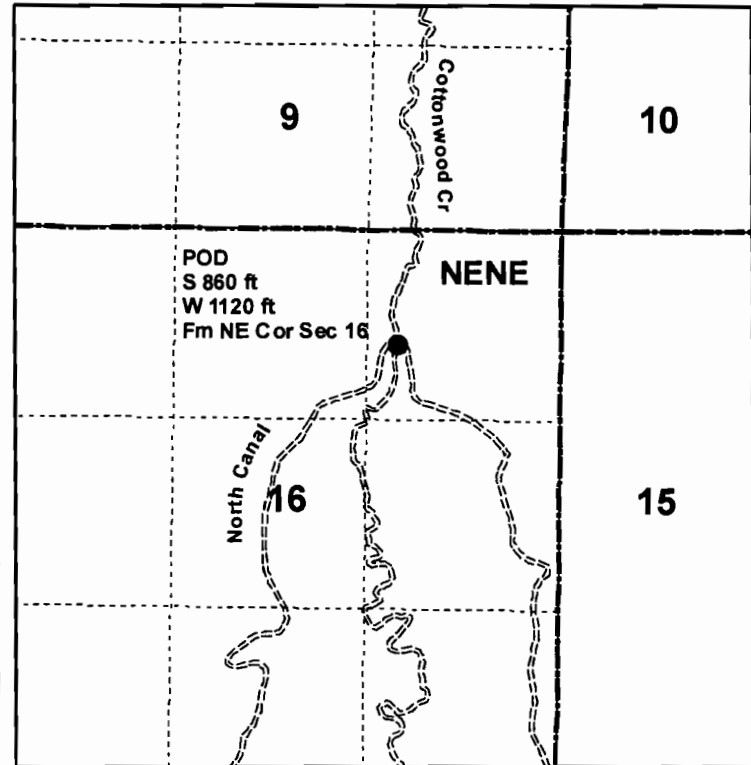 9
10
Cottonwood Cr
POD
S 860 ft
W 1120 ft
Fm NE Cor Sec 16
NENE
North Canal
16
15